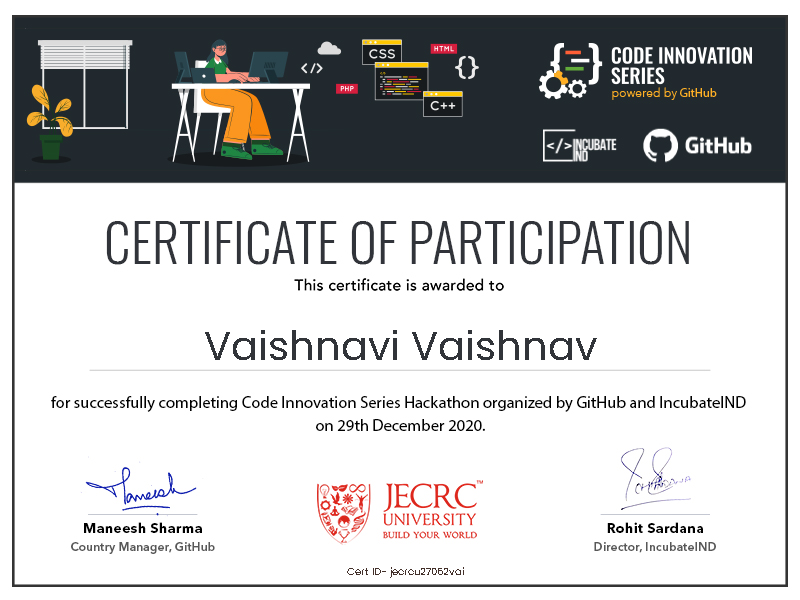 CSS
HTML
</>
{}
PHP
C++
CODE INNOVATION
SERIES
powered by GitHub
</>INCUBATE
IND
GitHub
CERTIFICATE OF PARTICIPATION
This certificate is awarded to
Vaishnavi Vaishnav
for successfully completing Code Innovation Series Hackathon organized by GitHub and IncubateIND
on 29th December 2020.
Maneesh
Maneesh Sharma
Country Manager, GitHub
JECRC™
UNIVERSITY
BUILD YOUR WORLD
Rohit Sardana
Director, IncubateIND
Cert ID- jecrcu27052vai